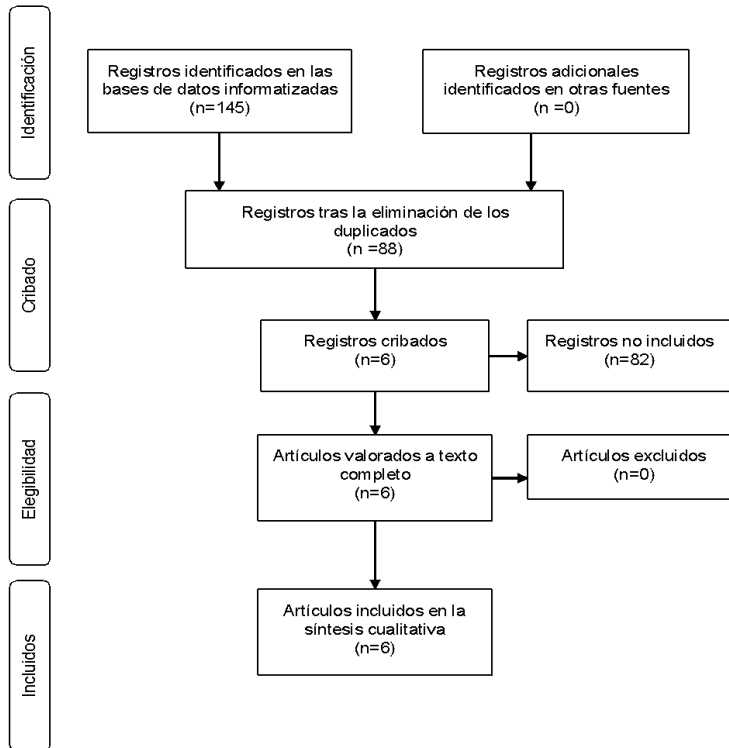 Identificación
Registros identificados en las
bases de datos informatizadas
(n=145)
Registros adicionales
identificados en otras fuentes
(n =0)
Cribado
Registros tras la eliminación de los
duplicados
(n =88)
Registros cribados
(n=6)
Registros no incluidos
(n=82)
Elegibilidad
Artículos valorados a texto
completo
(n=6)
Artículos excluidos
(n=0)
Incluidos
Artículos incluidos en la
síntesis cualitativa
(n=6)